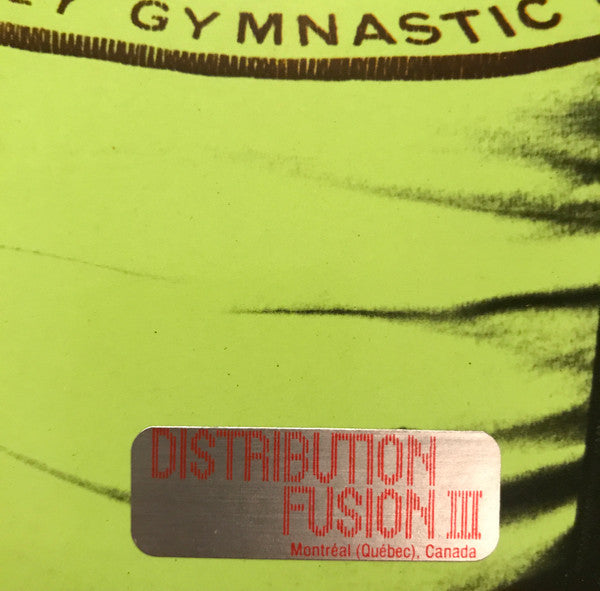 GYMNASTIC
DISTRIBUTION
FUSION III
Montréal (Québec), Canada